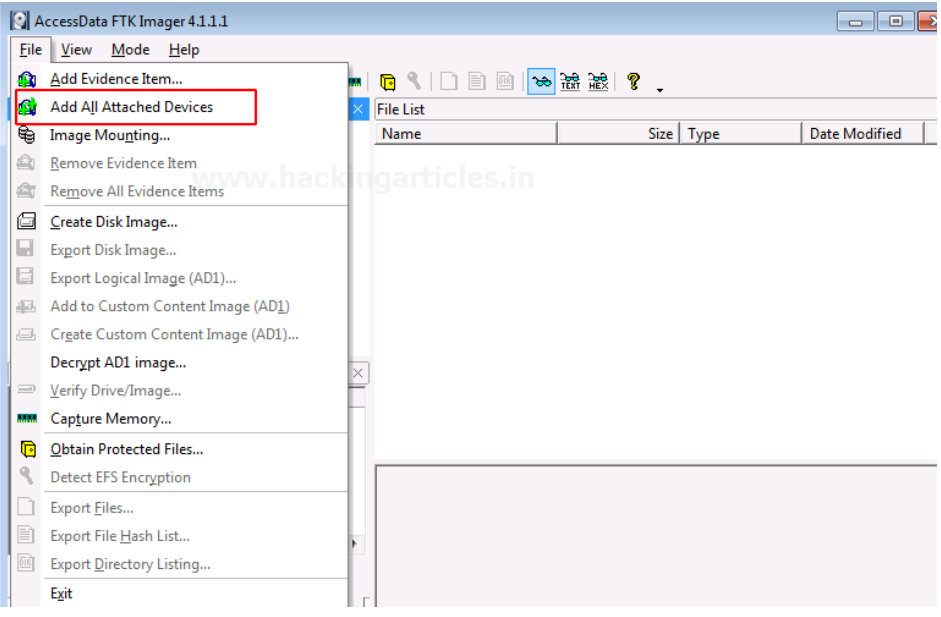 AccessData FTK Imager 4.1.1.1
File View Mode Help
Add Evidence Item...
TEXT HEX
Add All Attached Devices
File List
Image Mounting...
Name Size Type Date Modified
Remove Evidence Item
www.hackingarticles.in
Remove All Evidence Items
Create Disk Image...
Export Disk Image...
Export Logical Image (AD1)...
Add to Custom Content Image (AD1)
Create Custom Content Image (AD1)...
Decrypt AD1 image...
Verify Drive/Image...
Capture Memory...
Obtain Protected Files...
Detect EFS Encryption
Export Files...
Export File Hash List...
Export Directory Listing...
Exit